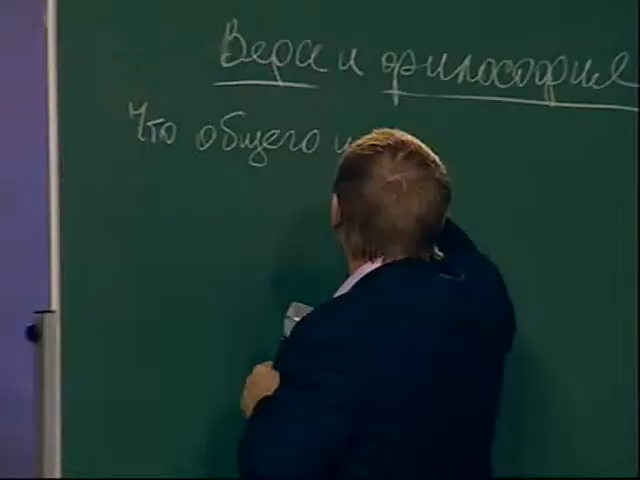 Вера и философия
Что общего